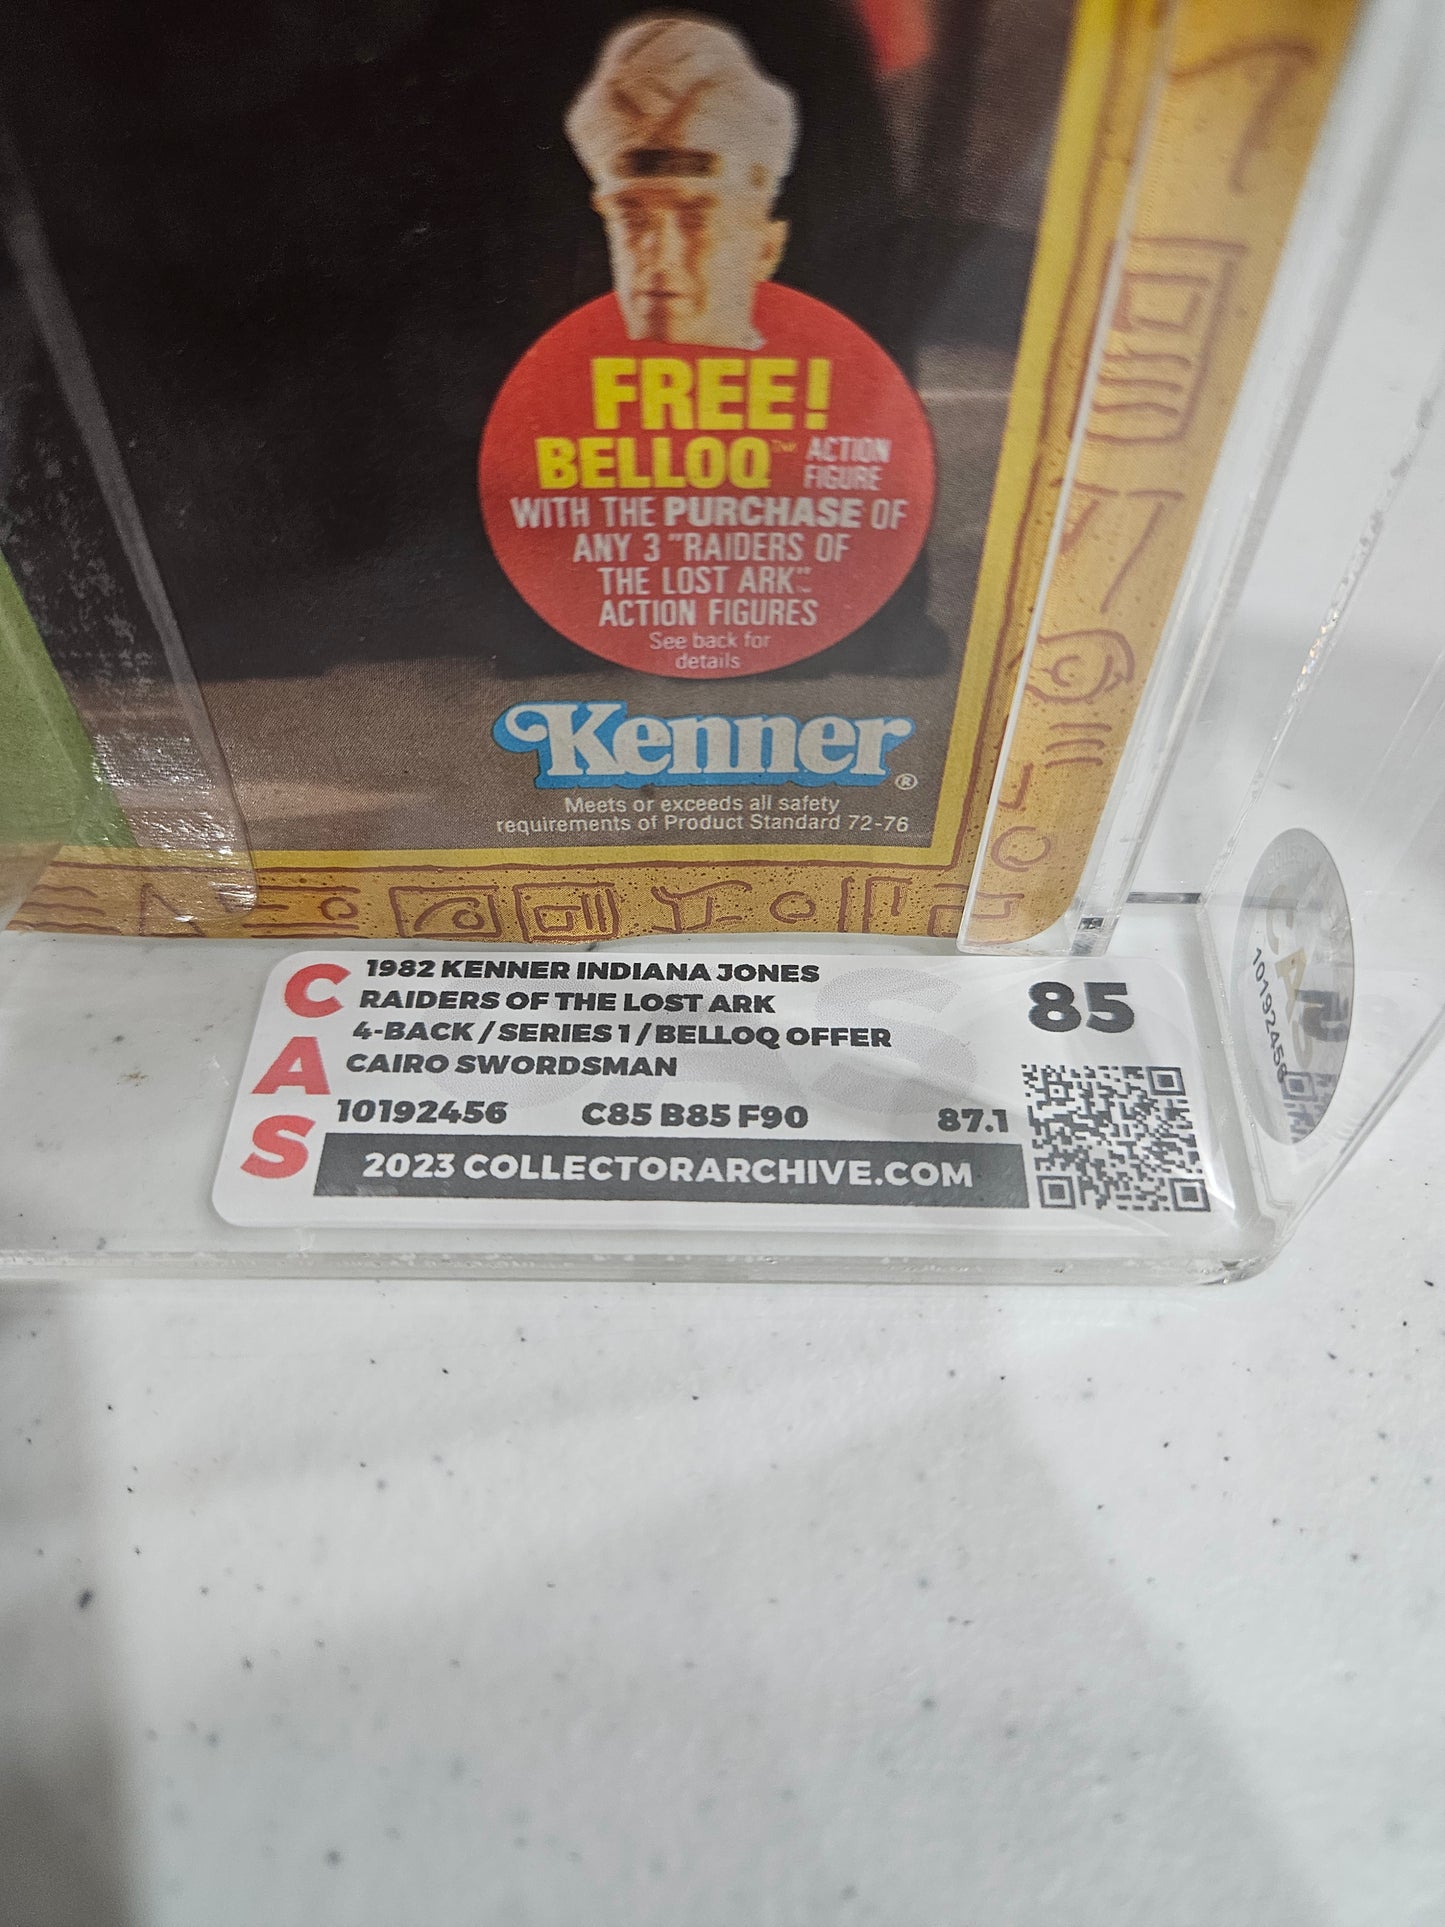 FREE!
BELLOQ™ ACTION FIGURE
WITH THE PURCHASE OF
ANY 3 "RAIDERS OF
THE LOST ARK"™
ACTION FIGURES
See back for
details
Kenner®
Meets or exceeds all safety
requirements of Product Standard 72-76
CAS
1982 KENNER INDIANA JONES
RAIDERS OF THE LOST ARK
4-BACK / SERIES 1 / BELLOQ OFFER
CAIRO SWORDSMAN
85
10192456 C85 B85 F90 87.1
2023 COLLECTORARCHIVE.COM
CAS
10192456